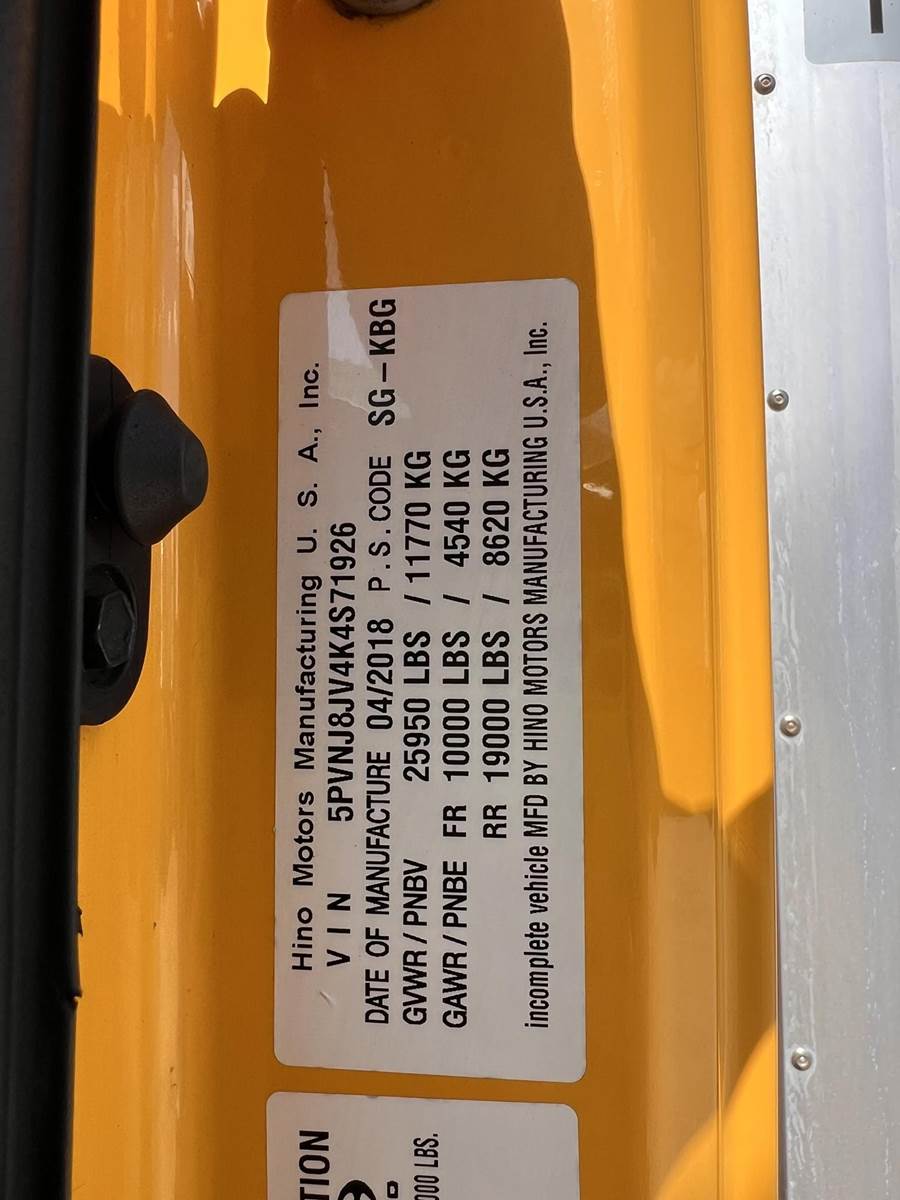 Hino Motors Manufacturing U. S. A., Inc.
V I N 5PVNJ8JV4K4S71926
DATE OF MANUFACTURE 04/2018 P.S.CODE SG-KBG
GVWR/PNBV 25950 LBS / 11770 KG
GAWR/PNBE FR 10000 LBS / 4540 KG
RR 19000 LBS / 8620 KG
incomplete vehicle MFD BY HINO MOTORS MANUFACTURING U.S.A., Inc.
TION
000 LBS.